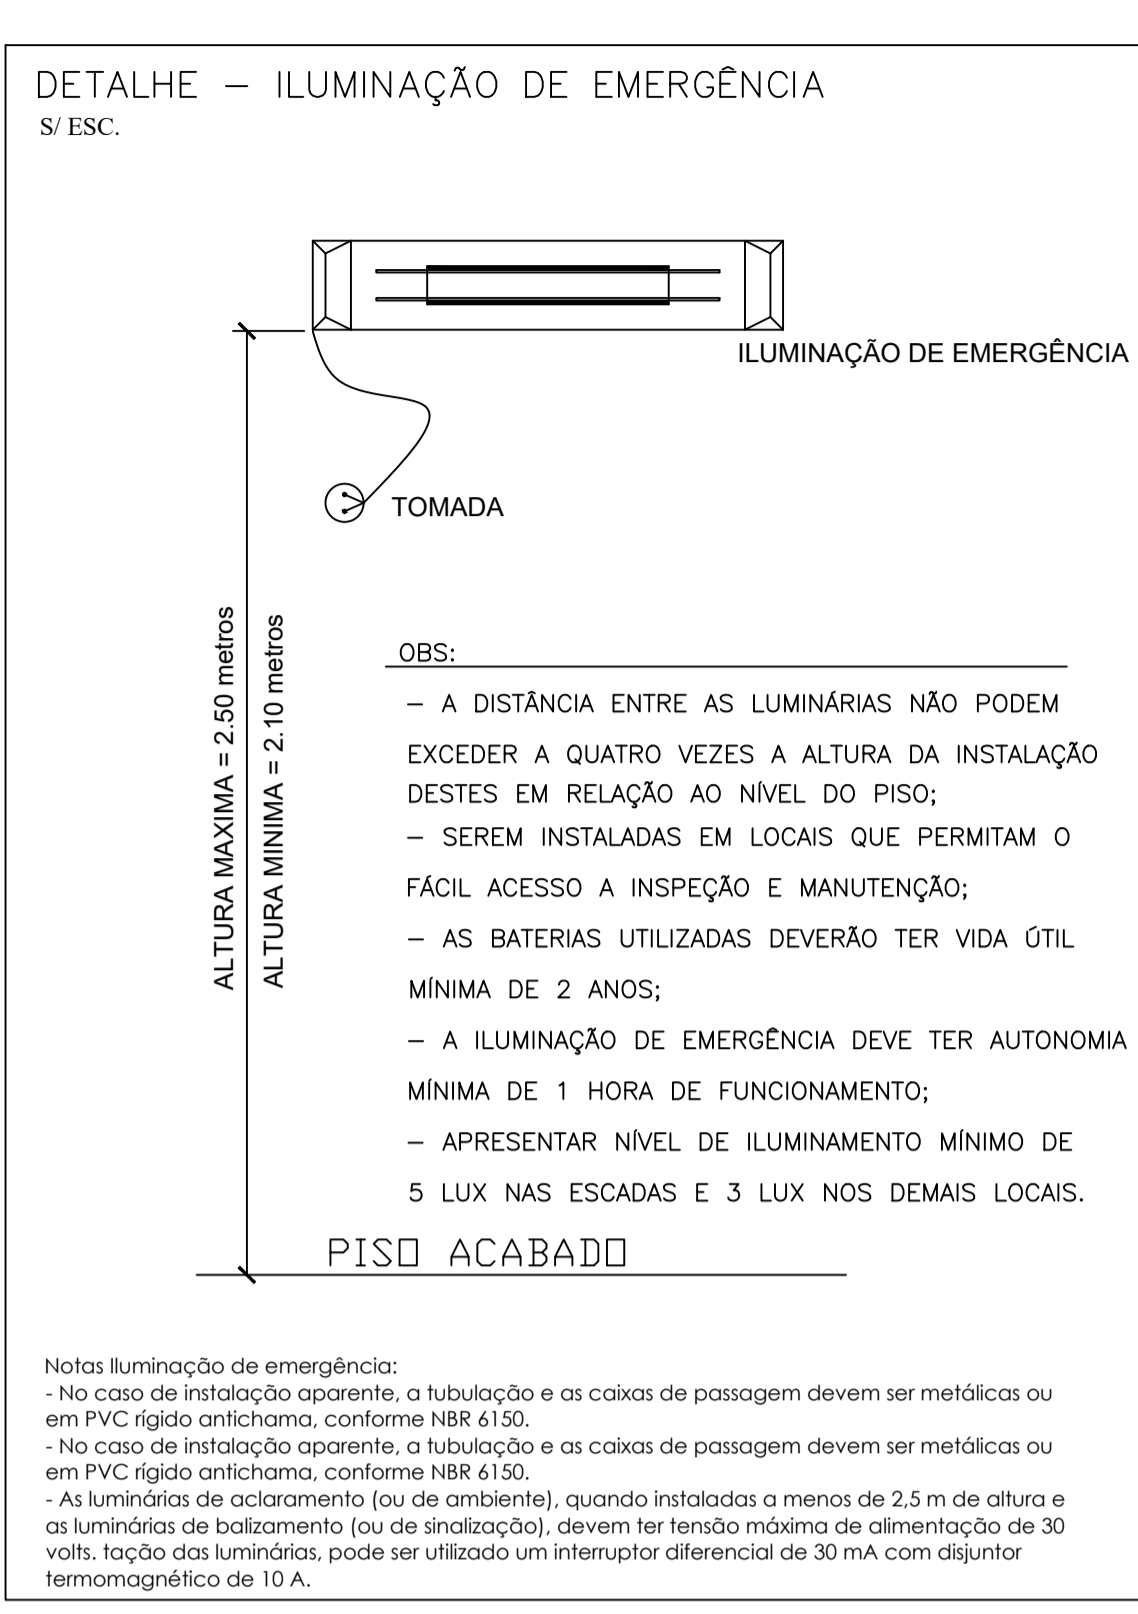 DETALHE – ILUMINAÇÃO DE EMERGÊNCIA
S/ ESC.
ILUMINAÇÃO DE EMERGÊNCIA
TOMADA
ALTURA MAXIMA = 2.50 metros
ALTURA MINIMA = 2.10 metros
OBS:
– A DISTÂNCIA ENTRE AS LUMINÁRIAS NÃO PODEM
EXCEDER A QUATRO VEZES A ALTURA DA INSTALAÇÃO
DESTES EM RELAÇÃO AO NÍVEL DO PISO;
– SEREM INSTALADAS EM LOCAIS QUE PERMITAM O
FÁCIL ACESSO A INSPEÇÃO E MANUTENÇÃO;
– AS BATERIAS UTILIZADAS DEVERÃO TER VIDA ÚTIL
MÍNIMA DE 2 ANOS;
– A ILUMINAÇÃO DE EMERGÊNCIA DEVE TER AUTONOMIA
MÍNIMA DE 1 HORA DE FUNCIONAMENTO;
– APRESENTAR NÍVEL DE ILUMINAMENTO MÍNIMO DE
5 LUX NAS ESCADAS E 3 LUX NOS DEMAIS LOCAIS.
PISO ACABADO
Notas Iluminação de emergência:
- No caso de instalação aparente, a tubulação e as caixas de passagem devem ser metálicas ou
em PVC rígido antichama, conforme NBR 6150.
- No caso de instalação aparente, a tubulação e as caixas de passagem devem ser metálicas ou
em PVC rígido antichama, conforme NBR 6150.
- As luminárias de aclaramento (ou de ambiente), quando instaladas a menos de 2,5 m de altura e
as luminárias de balizamento (ou de sinalização), devem ter tensão máxima de alimentação de 30
volts. tação das luminárias, pode ser utilizado um interruptor diferencial de 30 mA com disjuntor
termomagnético de 10 A.